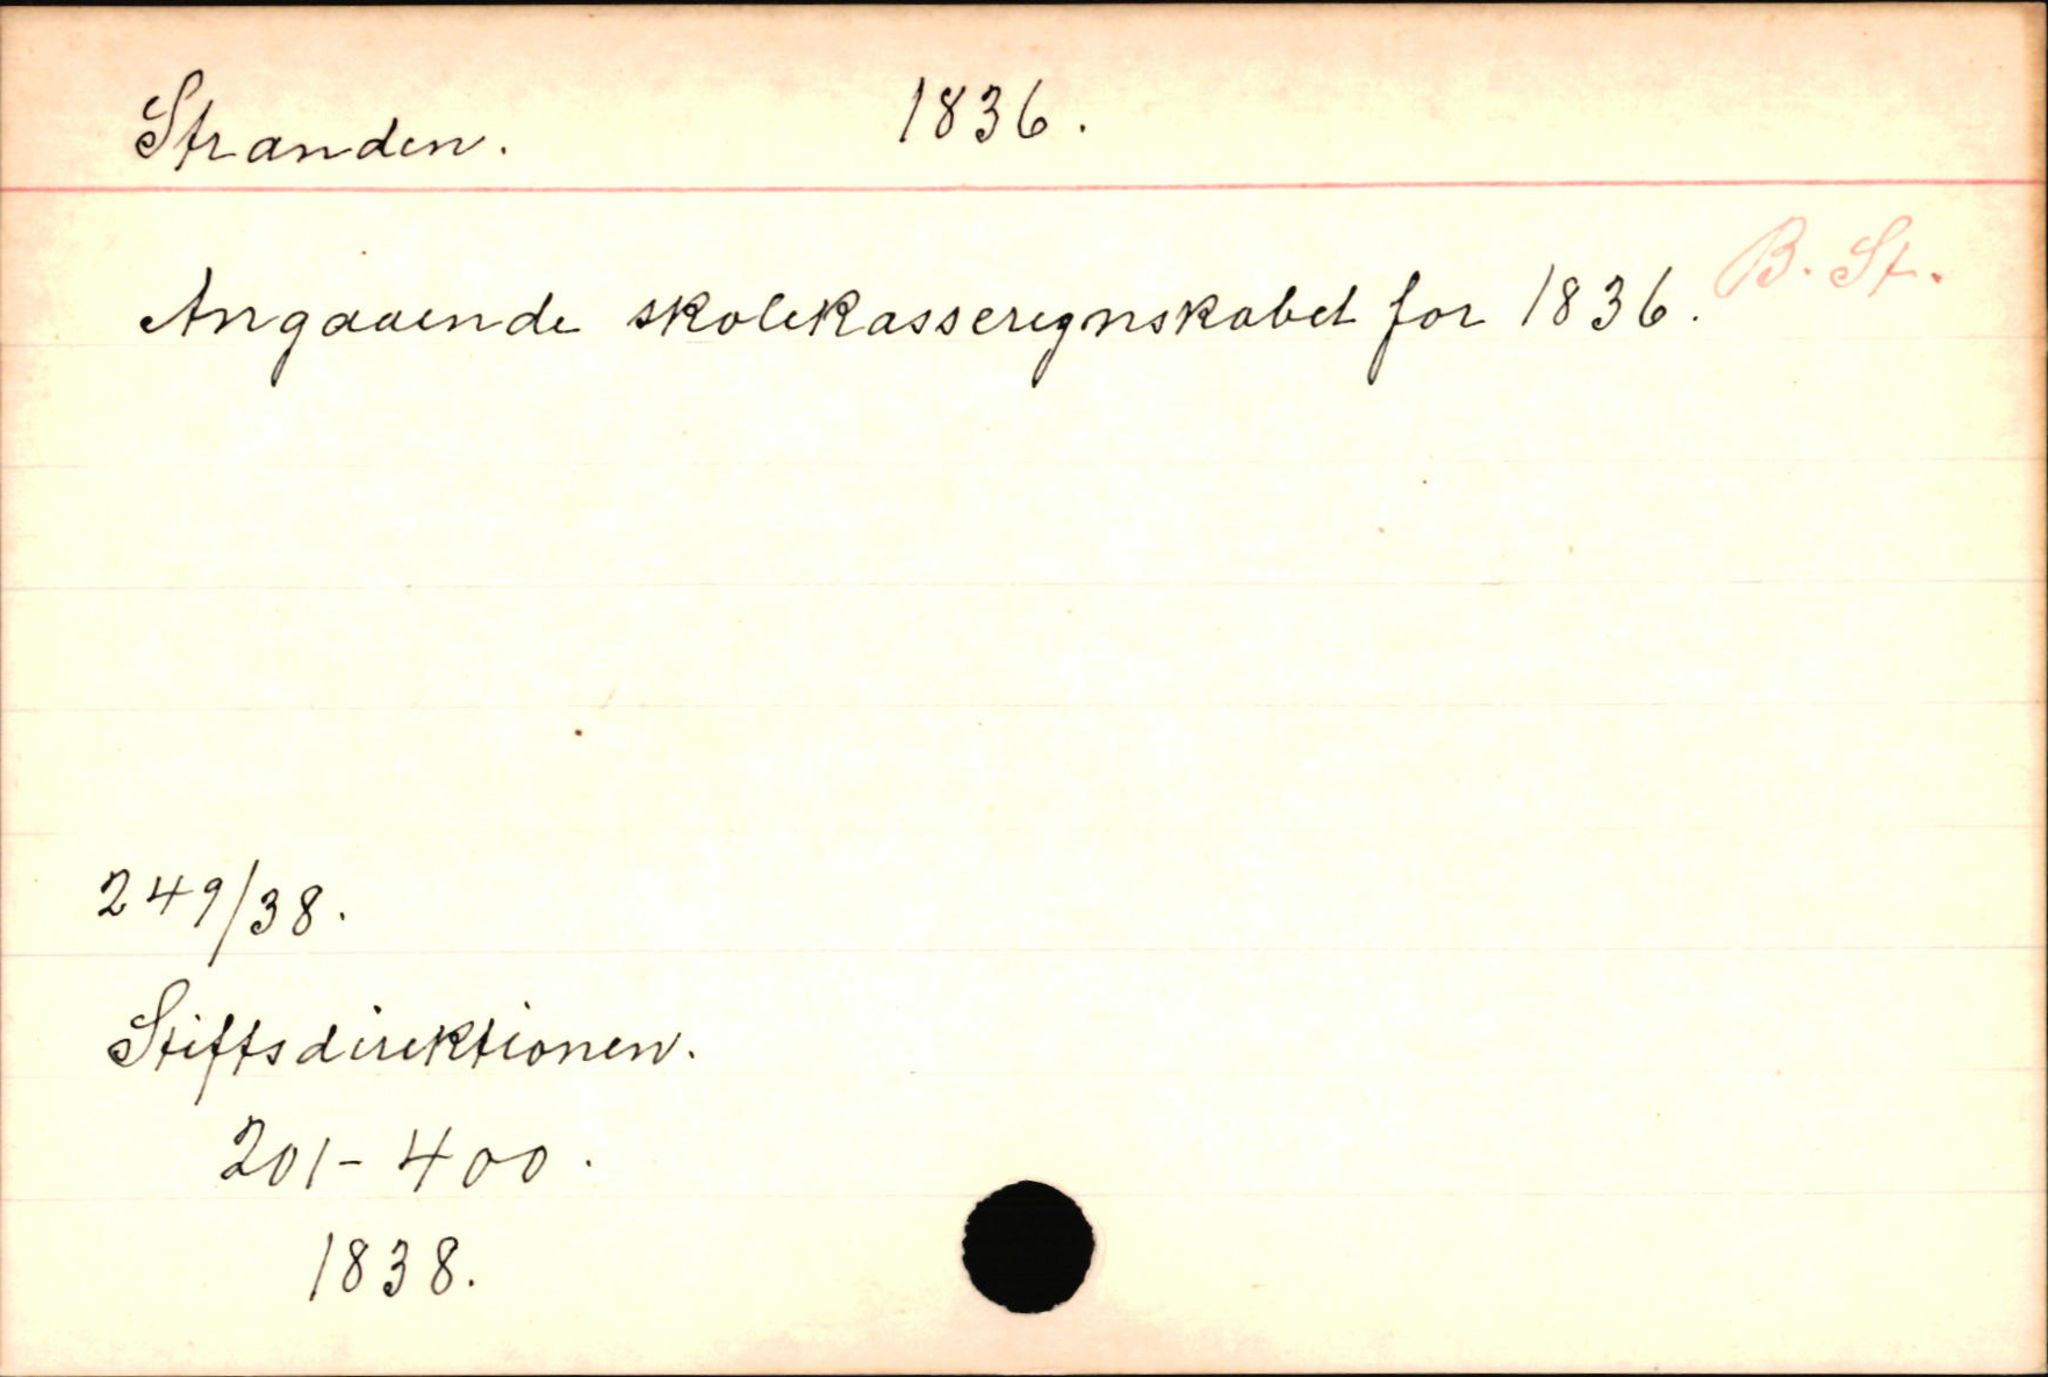 Stranden. 1836.
B. St.
Angaaende skolekasseregnskabet for 1836.
249/38.
Stiftsdirektionen.
201-400.
1838.